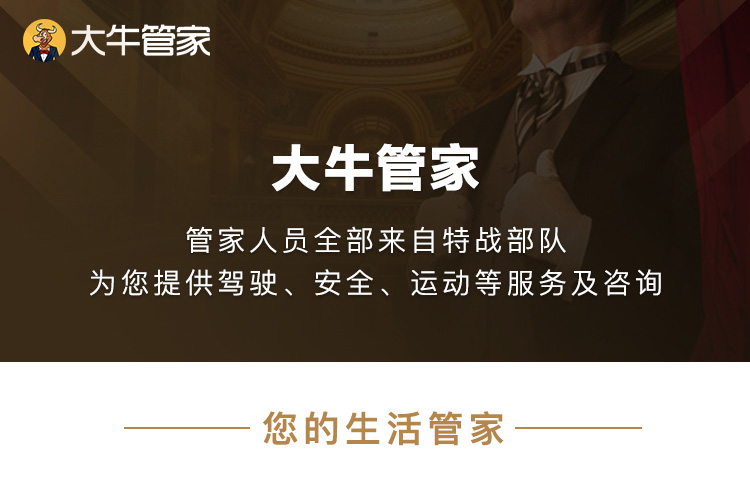 大牛管家
大牛管家
管家人员全部来自特战部队
为您提供驾驶、安全、运动等服务及咨询
您的生活管家